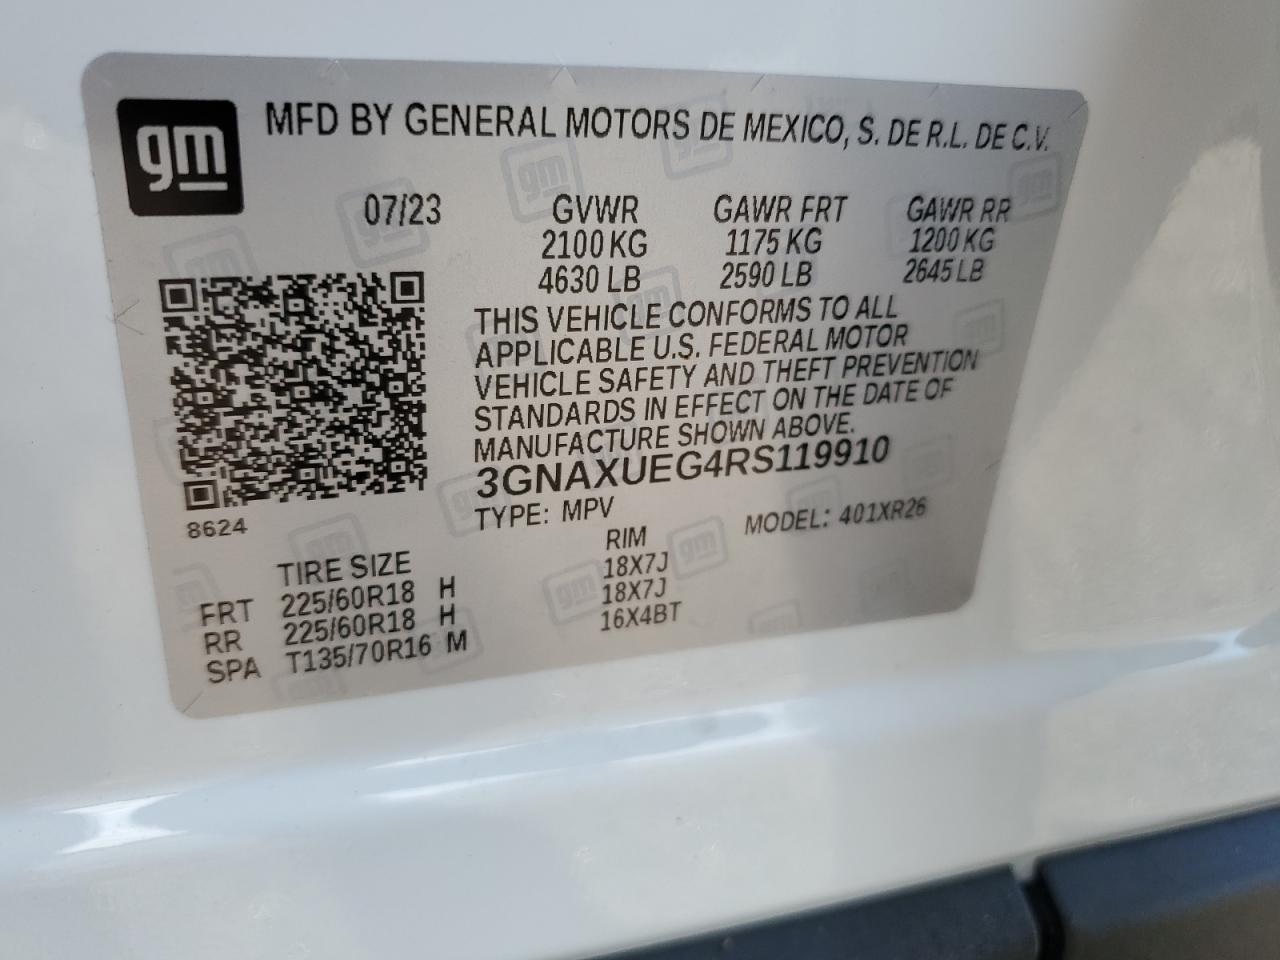 gm MFD BY GENERAL MOTORS DE MEXICO, S. DE R.L. DE C.V.
07/23 GVWR GAWR FRT GAWR RR
2100 KG 1175 KG 1200 KG
4630 LB 2590 LB 2645 LB
THIS VEHICLE CONFORMS TO ALL
APPLICABLE U.S. FEDERAL MOTOR
VEHICLE SAFETY AND THEFT PREVENTION
STANDARDS IN EFFECT ON THE DATE OF
MANUFACTURE SHOWN ABOVE.
3GNAXUEG4RS119910
8624 TYPE: MPV MODEL: 401XR26
TIRE SIZE RIM
FRT 225/60R18 H 18X7J
RR 225/60R18 H 18X7J
SPA T135/70R16 M 16X4BT